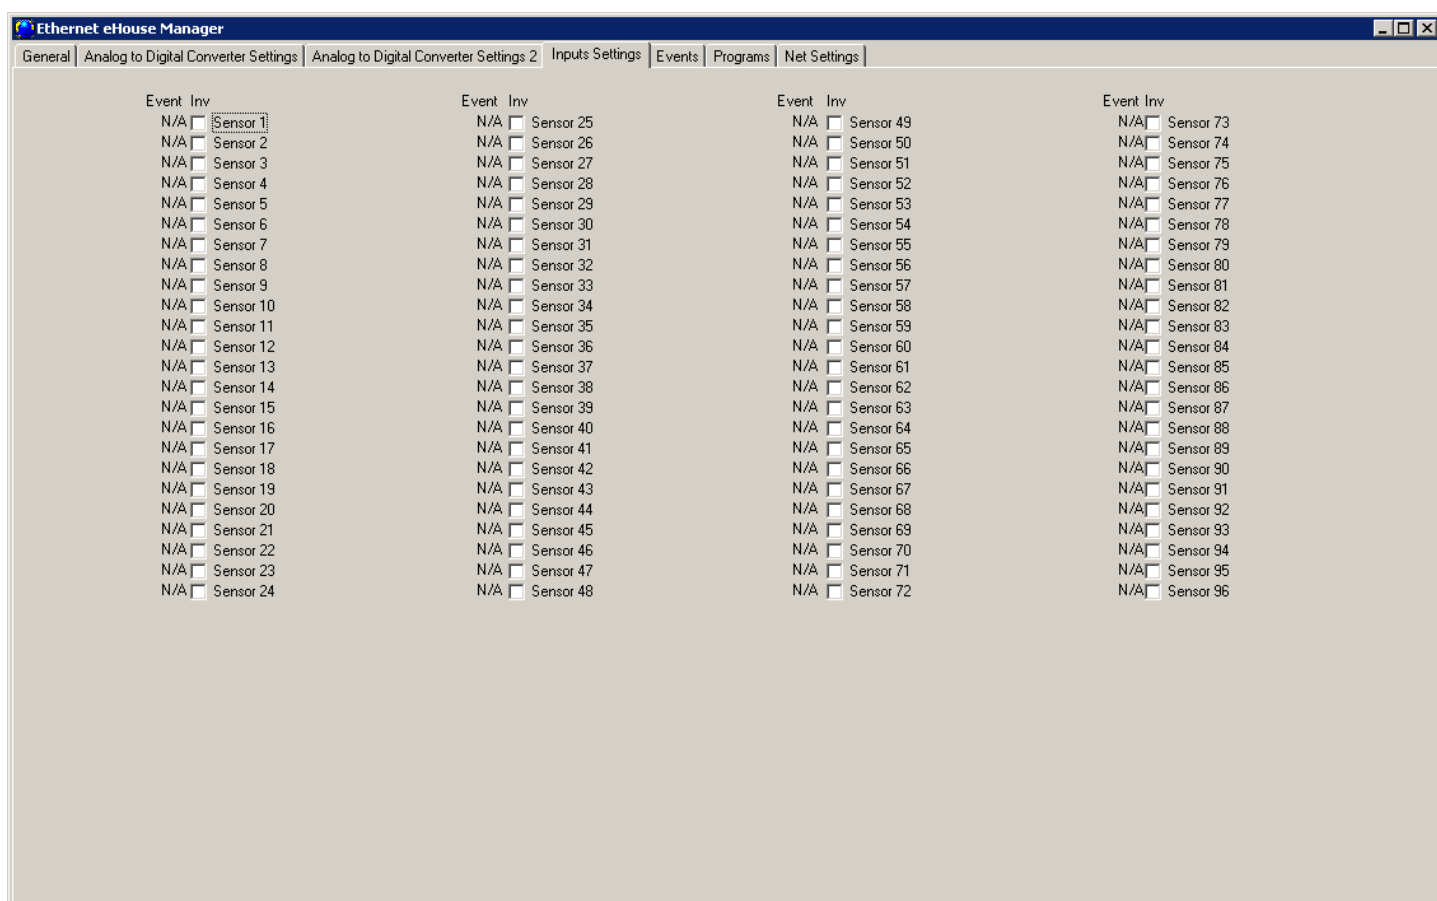 Ethernet eHouse Manager
General Analog to Digital Converter Settings Analog to Digital Converter Settings 2 Inputs Settings Events Programs Net Settings
Event Inv Event Inv Event Inv Event Inv
N/A Sensor 1 N/A Sensor 25 N/A Sensor 49 N/A Sensor 73
N/A Sensor 2 N/A Sensor 26 N/A Sensor 50 N/A Sensor 74
N/A Sensor 3 N/A Sensor 27 N/A Sensor 51 N/A Sensor 75
N/A Sensor 4 N/A Sensor 28 N/A Sensor 52 N/A Sensor 76
N/A Sensor 5 N/A Sensor 29 N/A Sensor 53 N/A Sensor 77
N/A Sensor 6 N/A Sensor 30 N/A Sensor 54 N/A Sensor 78
N/A Sensor 7 N/A Sensor 31 N/A Sensor 55 N/A Sensor 79
N/A Sensor 8 N/A Sensor 32 N/A Sensor 56 N/A Sensor 80
N/A Sensor 9 N/A Sensor 33 N/A Sensor 57 N/A Sensor 81
N/A Sensor 10 N/A Sensor 34 N/A Sensor 58 N/A Sensor 82
N/A Sensor 11 N/A Sensor 35 N/A Sensor 59 N/A Sensor 83
N/A Sensor 12 N/A Sensor 36 N/A Sensor 60 N/A Sensor 84
N/A Sensor 13 N/A Sensor 37 N/A Sensor 61 N/A Sensor 85
N/A Sensor 14 N/A Sensor 38 N/A Sensor 62 N/A Sensor 86
N/A Sensor 15 N/A Sensor 39 N/A Sensor 63 N/A Sensor 87
N/A Sensor 16 N/A Sensor 40 N/A Sensor 64 N/A Sensor 88
N/A Sensor 17 N/A Sensor 41 N/A Sensor 65 N/A Sensor 89
N/A Sensor 18 N/A Sensor 42 N/A Sensor 66 N/A Sensor 90
N/A Sensor 19 N/A Sensor 43 N/A Sensor 67 N/A Sensor 91
N/A Sensor 20 N/A Sensor 44 N/A Sensor 68 N/A Sensor 92
N/A Sensor 21 N/A Sensor 45 N/A Sensor 69 N/A Sensor 93
N/A Sensor 22 N/A Sensor 46 N/A Sensor 70 N/A Sensor 94
N/A Sensor 23 N/A Sensor 47 N/A Sensor 71 N/A Sensor 95
N/A Sensor 24 N/A Sensor 48 N/A Sensor 72 N/A Sensor 96